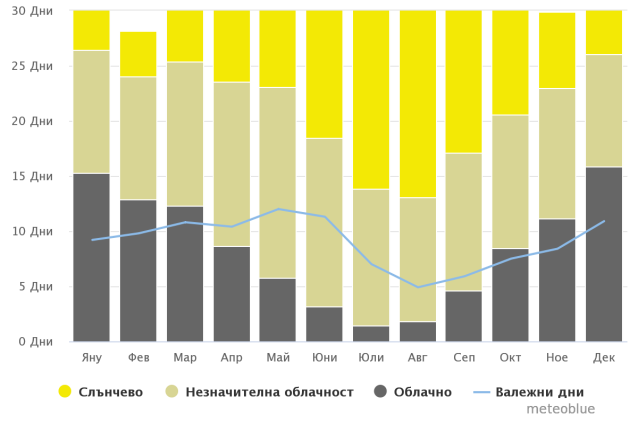 30 Дни
25 Дни
20 Дни
15 Дни
10 Дни
5 Дни
0 Дни
Яну Фев Мар Апр Май Юни Юли Авг Сеп Окт Ное Дек
Слънчево Незначителна облачност Облачно Валежни дни
meteoblue